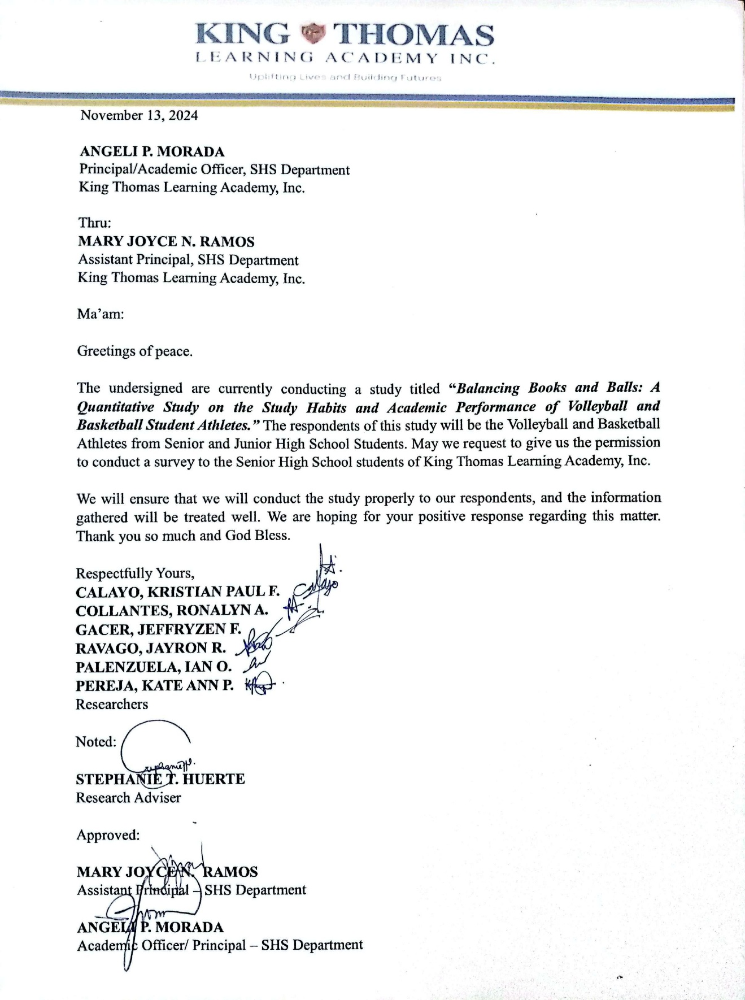 KING THOMAS
LEARNING ACADEMY INC.
Uplifting Lives and Building Futures
November 13, 2024
ANGELI P. MORADA
Principal/Academic Officer, SHS Department
King Thomas Learning Academy, Inc.
Thru:
MARY JOYCE N. RAMOS
Assistant Principal, SHS Department
King Thomas Learning Academy, Inc.
Ma’am:
Greetings of peace.
The undersigned are currently conducting a study titled “Balancing Books and Balls: A
Quantitative Study on the Study Habits and Academic Performance of Volleyball and
Basketball Student Athletes.” The respondents of this study will be the Volleyball and Basketball
Athletes from Senior and Junior High School Students. May we request to give us the permission
to conduct a survey to the Senior High School students of King Thomas Learning Academy, Inc.
We will ensure that we will conduct the study properly to our respondents, and the information
gathered will be treated well. We are hoping for your positive response regarding this matter.
Thank you so much and God Bless.
Respectfully Yours,
CALAYO, KRISTIAN PAUL F. Calayo
COLLANTES, RONALYN A.
GACER, JEFFRYZEN F.
RAVAGO, JAYRON R.
PALENZUELA, IAN O.
PEREJA, KATE ANN P.
Researchers
Noted:
STEPHANIE T. HUERTE
Research Adviser
Approved:
MARY JOYCE N. RAMOS
Assistant Principal – SHS Department
ANGELI P. MORADA
Academic Officer/ Principal – SHS Department